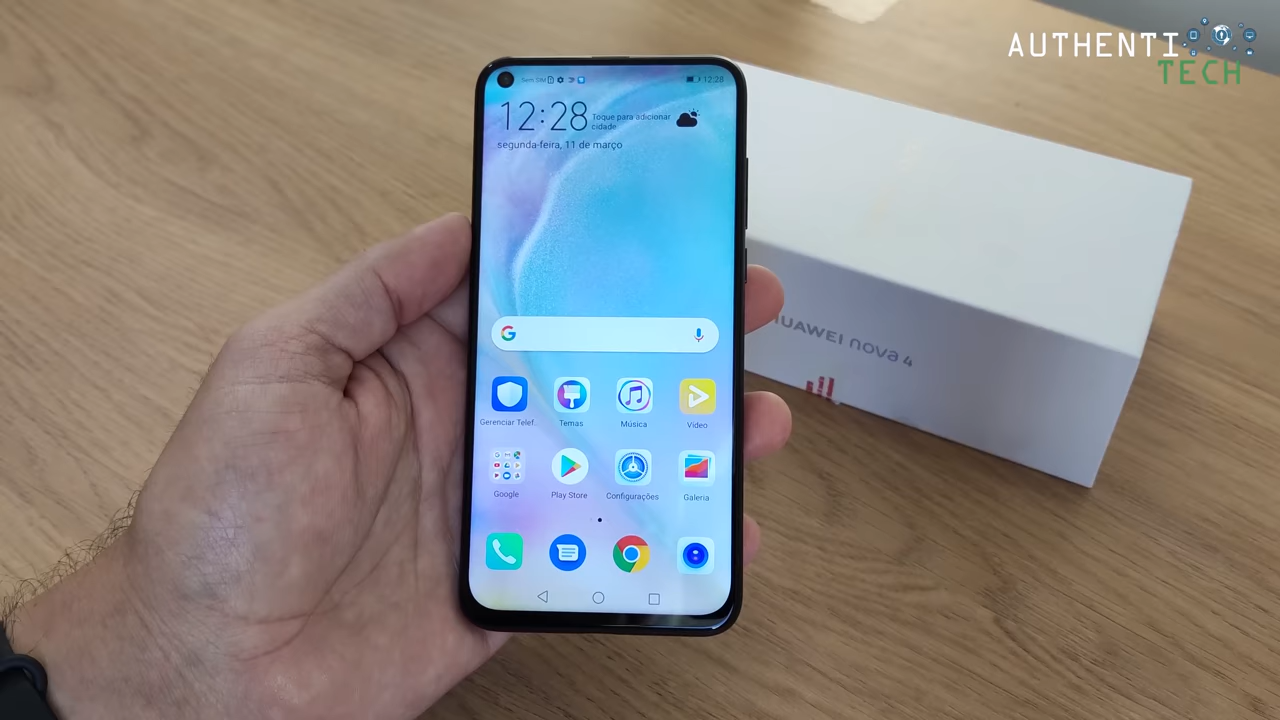 AUTHENTI
TECH
Sem SIM
12:28
12:28
Toque para adicionar
cidade
segunda-feira, 11 de março
HUAWEI nova 4
Gerenciar Telef..
Temas
Música
Vídeo
Google
Play Store
Configurações
Galeria